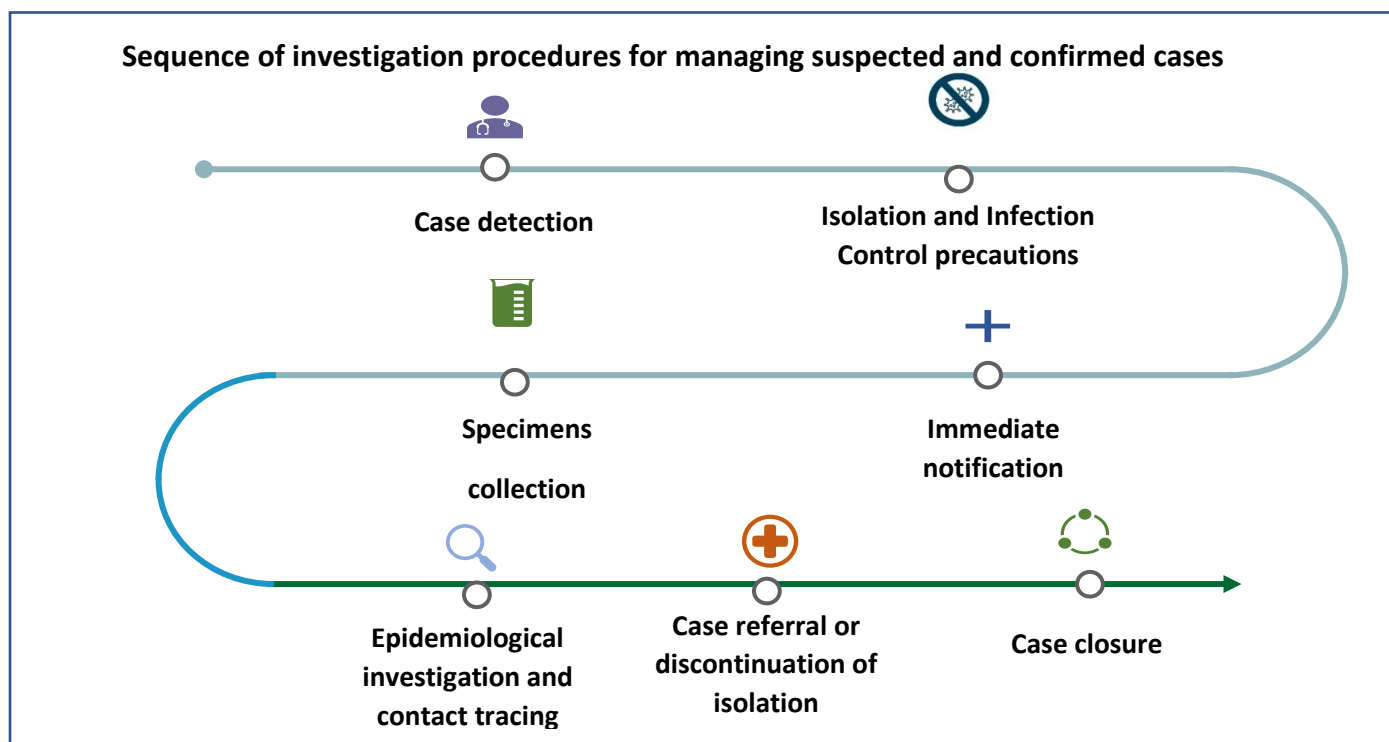 Sequence of investigation procedures for managing suspected and confirmed cases
Case detection
Isolation and Infection
Control precautions
Immediate
notification
Specimens
collection
Epidemiological
investigation and
contact tracing
Case referral or
discontinuation of
isolation
Case closure